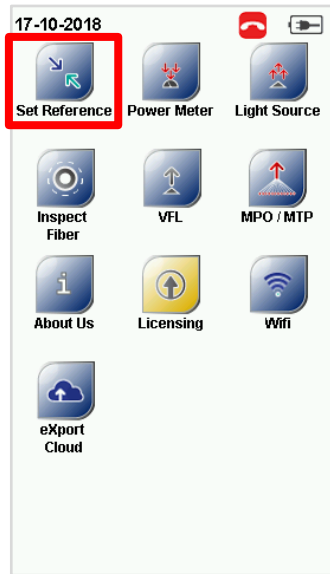 17-10-2018
Set Reference
Power Meter
Light Source
Inspect
Fiber
VFL
MPO / MTP
About Us
Licensing
Wifi
eXport
Cloud